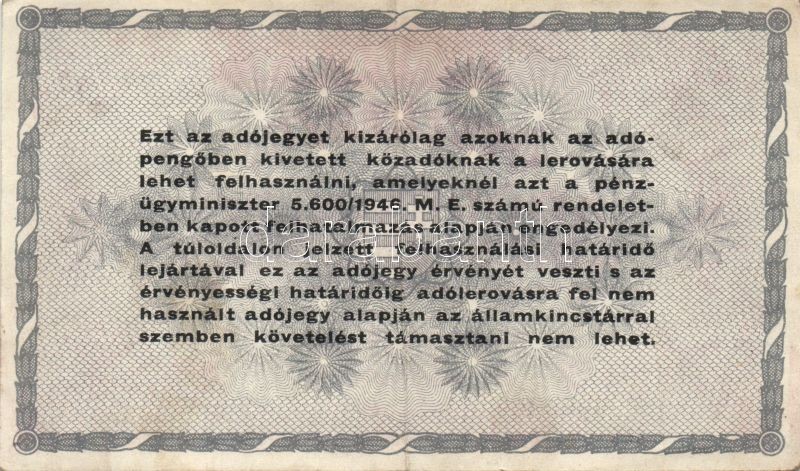 Ezt az adójegyet kizárólag azoknak az adó-
pengőben kivetett közadóknak a lerovására
lehet felhasználni, amelyeknél azt a pénz-
ügyminiszter 5.600/1946. M. E. számú rendelet-
ben kapott felhatalmazás alapján engedélyezi.
A túloldalon jelzett felhasználási határidő
lejártával ez az adójegy érvényét veszti s az
érvényességi határidőig adólerovásra fel nem
használt adójegy alapján az államkincstárral
szemben követelést támasztani nem lehet.
darabanth